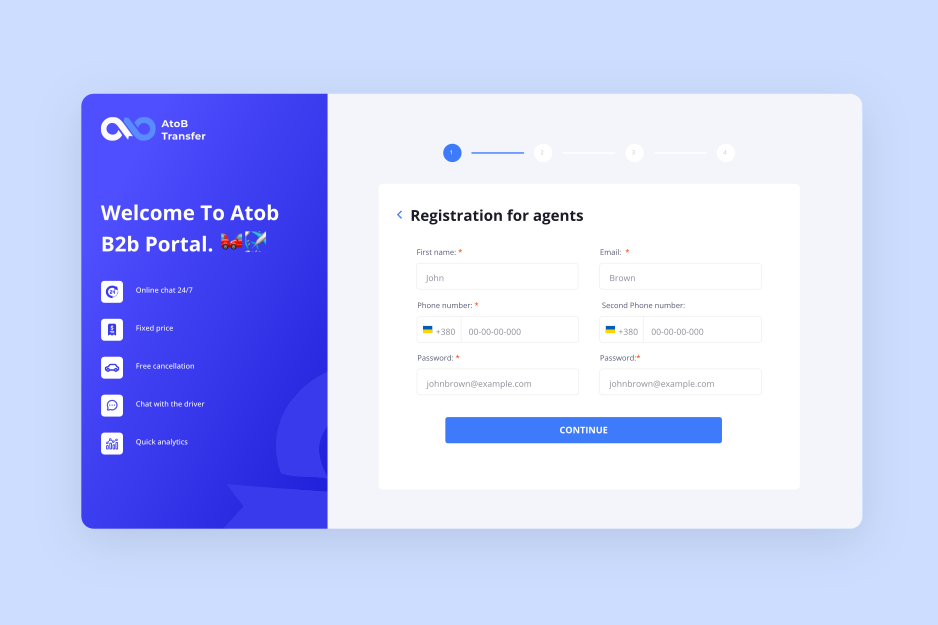 AtoB
Transfer
Welcome To Atob
B2b Portal.
Online chat 24/7
Fixed price
Free cancellation
Chat with the driver
Quick analytics
1 2 3 4
Registration for agents
First name: * Email: *
John Brown
Phone number: * Second Phone number:
+380 00-00-00-000 +380 00-00-00-000
Password: * Password:*
johnbrown@example.com johnbrown@example.com
CONTINUE